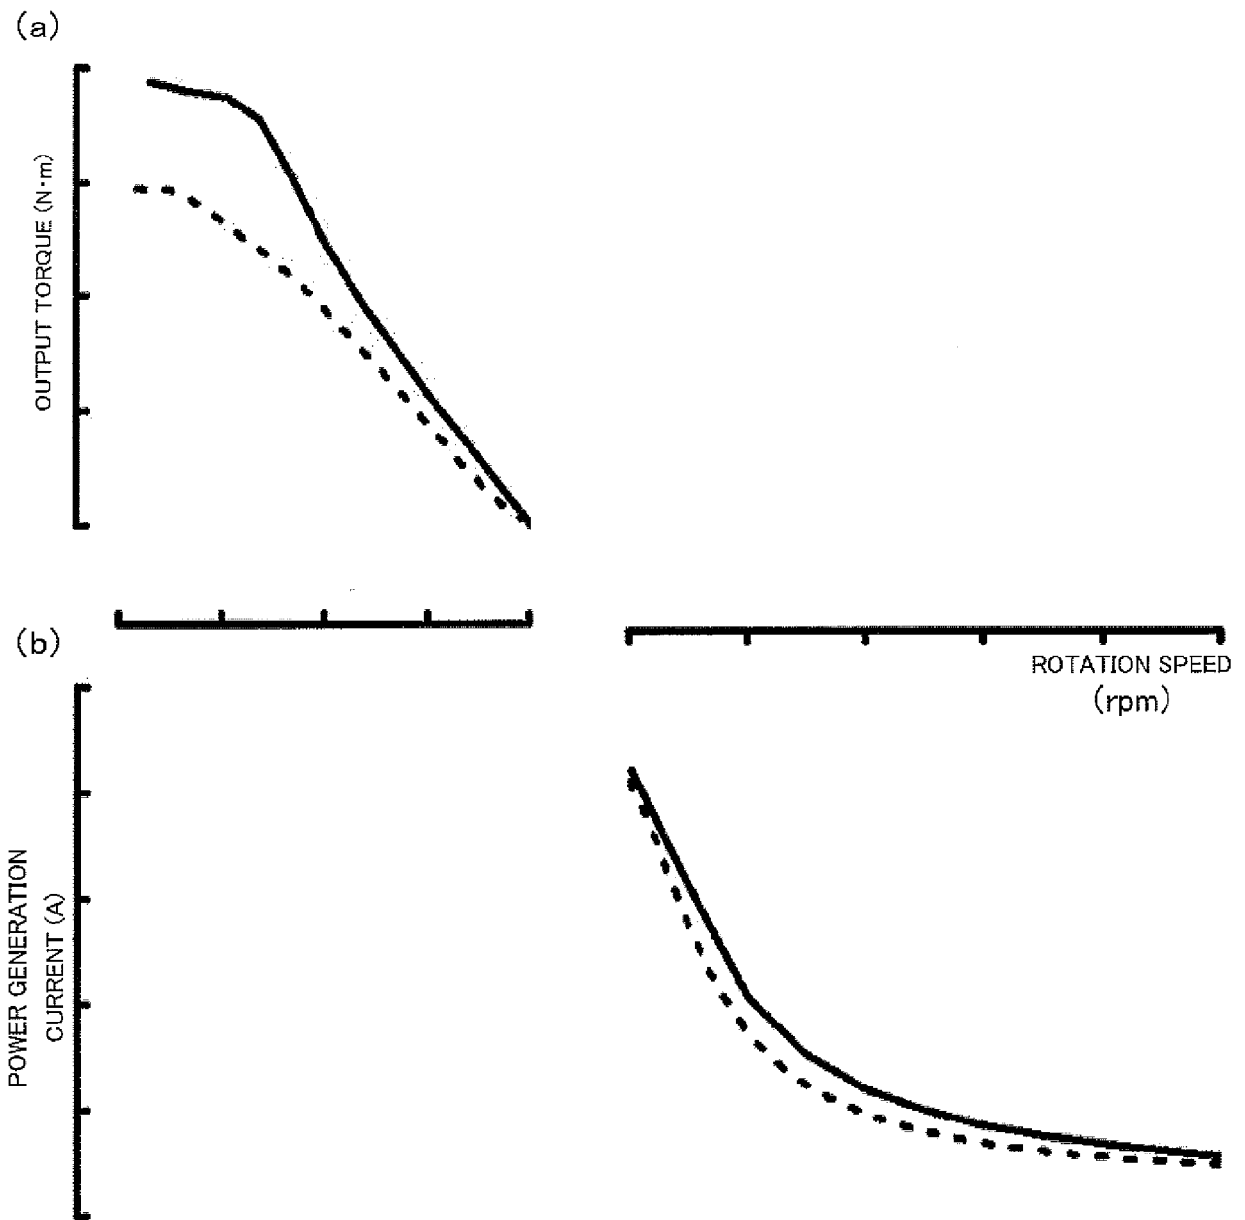 (a)
OUTPUT TORQUE (N·m)
(b)
ROTATION SPEED
(rpm)
POWER GENERATION
CURRENT (A)